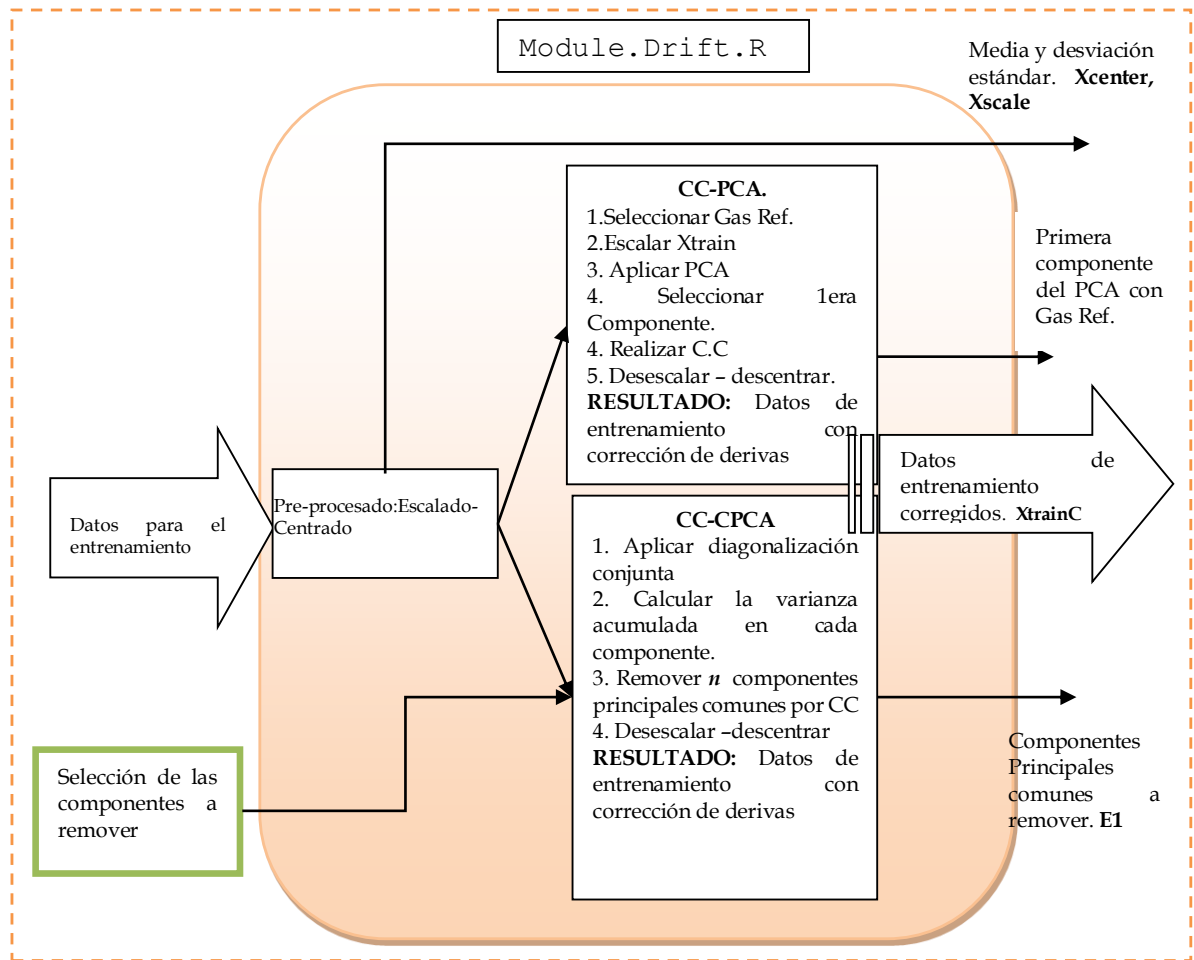 Module.Drift.R
Media y desviación
estándar. Xcenter,
Xscale
CC-PCA.
1.Seleccionar Gas Ref.
2.Escalar Xtrain
3. Aplicar PCA
4. Seleccionar 1era
Componente.
4. Realizar C.C
5. Desescalar – descentrar.
RESULTADO: Datos de
entrenamiento con
corrección de derivas
Primera
componente
del PCA con
Gas Ref.
Datos para el
entrenamiento
Pre-procesado:Escalado-
Centrado
Datos de
entrenamiento
corregidos. XtrainC
CC-CPCA
1. Aplicar diagonalización
conjunta
2. Calcular la varianza
acumulada en cada
componente.
3. Remover n componentes
principales comunes por CC
4. Desescalar –descentrar
RESULTADO: Datos de
entrenamiento con
corrección de derivas
Selección de las
componentes a
remover
Componentes
Principales
comunes a
remover. E1